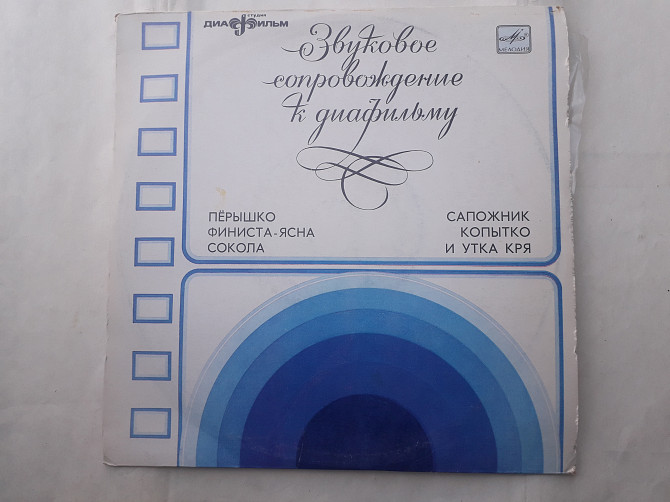 студия
ДИАФИЛЬМ
Звуковое
сопровождение
к диафильму
МЕЛОДИЯ
ПЁРЫШКО
ФИНИСТА-ЯСНА
СОКОЛА
САПОЖНИК
КОПЫТКО
И УТКА КРЯ